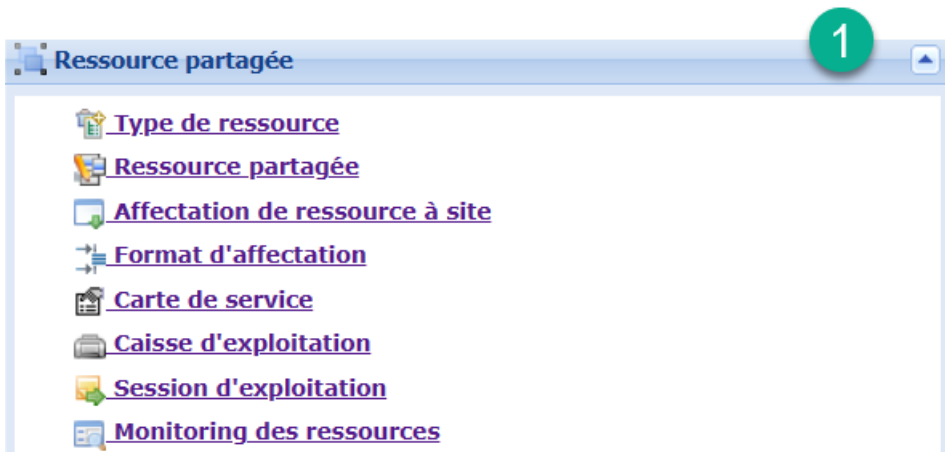 1
Ressource partagée
Type de ressource
Ressource partagée
Affectation de ressource à site
Format d'affectation
Carte de service
Caisse d'exploitation
Session d'exploitation
Monitoring des ressources